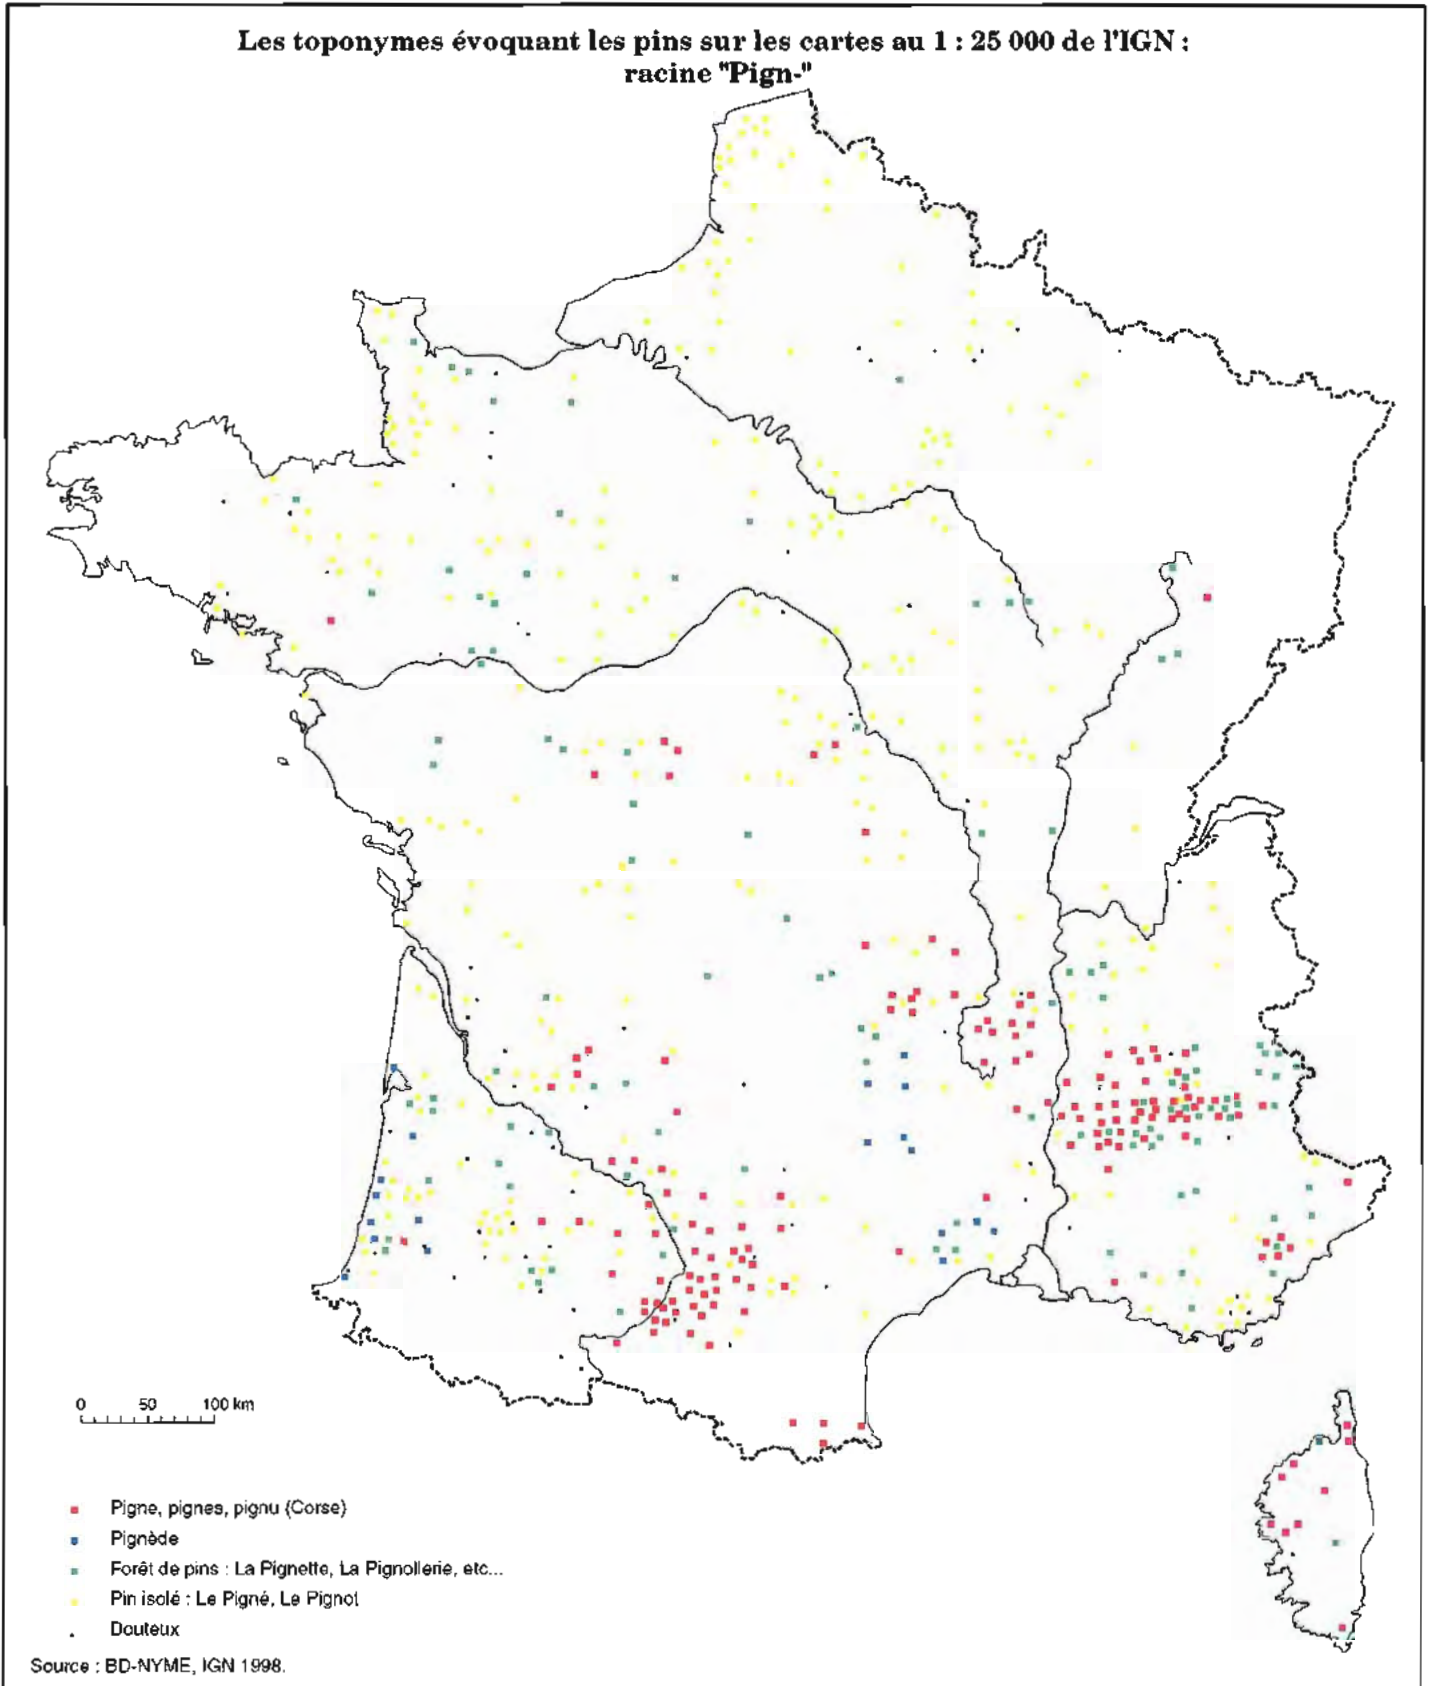 Les toponymes évoquant les pins sur les cartes au 1 : 25 000 de l'IGN :
racine "Pign-"
0 50 100 km
Pigne, pignes, pignu (Corse)
Pignède
Forêt de pins : La Pignette, La Pignollerie, etc...
Pin isolé : Le Pigné, Le Pignot
Douteux
Source : BD-NYME, IGN 1998.